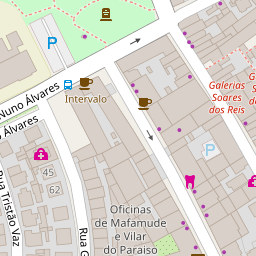 P
Nuno Álvares
Intervalo
Álvares
Galerias
Soares
dos Reis
P
45
62
Rua Tristão Vaz
Rua G
Oficinas
de Mafamude
e Vilar
do Paraíso